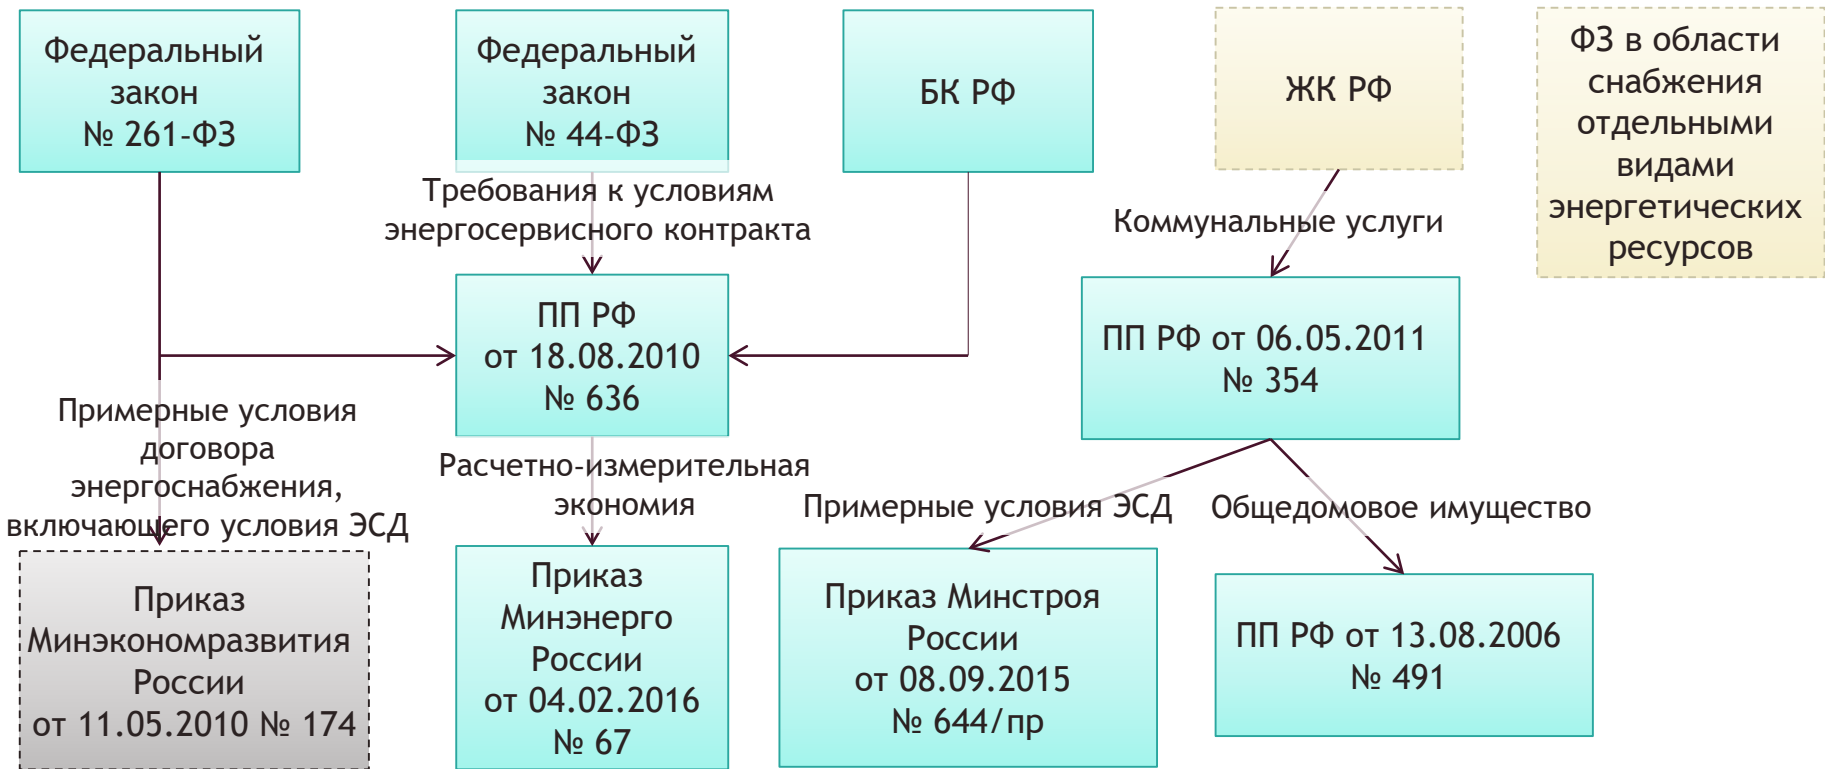 Федеральный
закон
№ 261-ФЗ
Федеральный
закон
№ 44-ФЗ
БК РФ
ЖК РФ
ФЗ в области
снабжения
отдельными
видами
энергетических
ресурсов
Требования к условиям
энергосервисного контракта
Коммунальные услуги
ПП РФ
от 18.08.2010
№ 636
ПП РФ от 06.05.2011
№ 354
Примерные условия
договора
энергоснабжения,
включающего условия ЭСД
Расчетно-измерительная
экономия
Примерные условия ЭСД
Общедомовое имущество
Приказ
Минэкономразвития
России
от 11.05.2010 № 174
Приказ
Минэнерго
России
от 04.02.2016
№ 67
Приказ Минстроя
России
от 08.09.2015
№ 644/пр
ПП РФ от 13.08.2006
№ 491